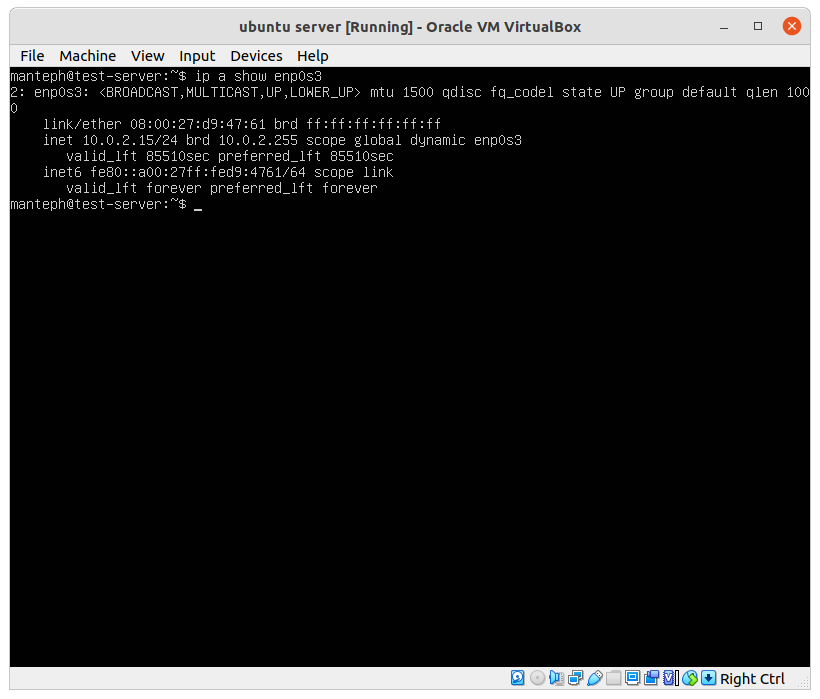 ubuntu server [Running] - Oracle VM VirtualBox
File Machine View Input Devices Help
manteph@test-server:~$ ip a show enp0s3
2: enp0s3: <BROADCAST,MULTICAST,UP,LOWER_UP> mtu 1500 qdisc fq_codel state UP group default qlen 100
0
link/ether 08:00:27:d9:47:61 brd ff:ff:ff:ff:ff:ff
inet 10.0.2.15/24 brd 10.0.2.255 scope global dynamic enp0s3
valid_lft 85510sec preferred_lft 85510sec
inet6 fe80::a00:27ff:fed9:4761/64 scope link
valid_lft forever preferred_lft forever
manteph@test-server:~$ _
Right Ctrl